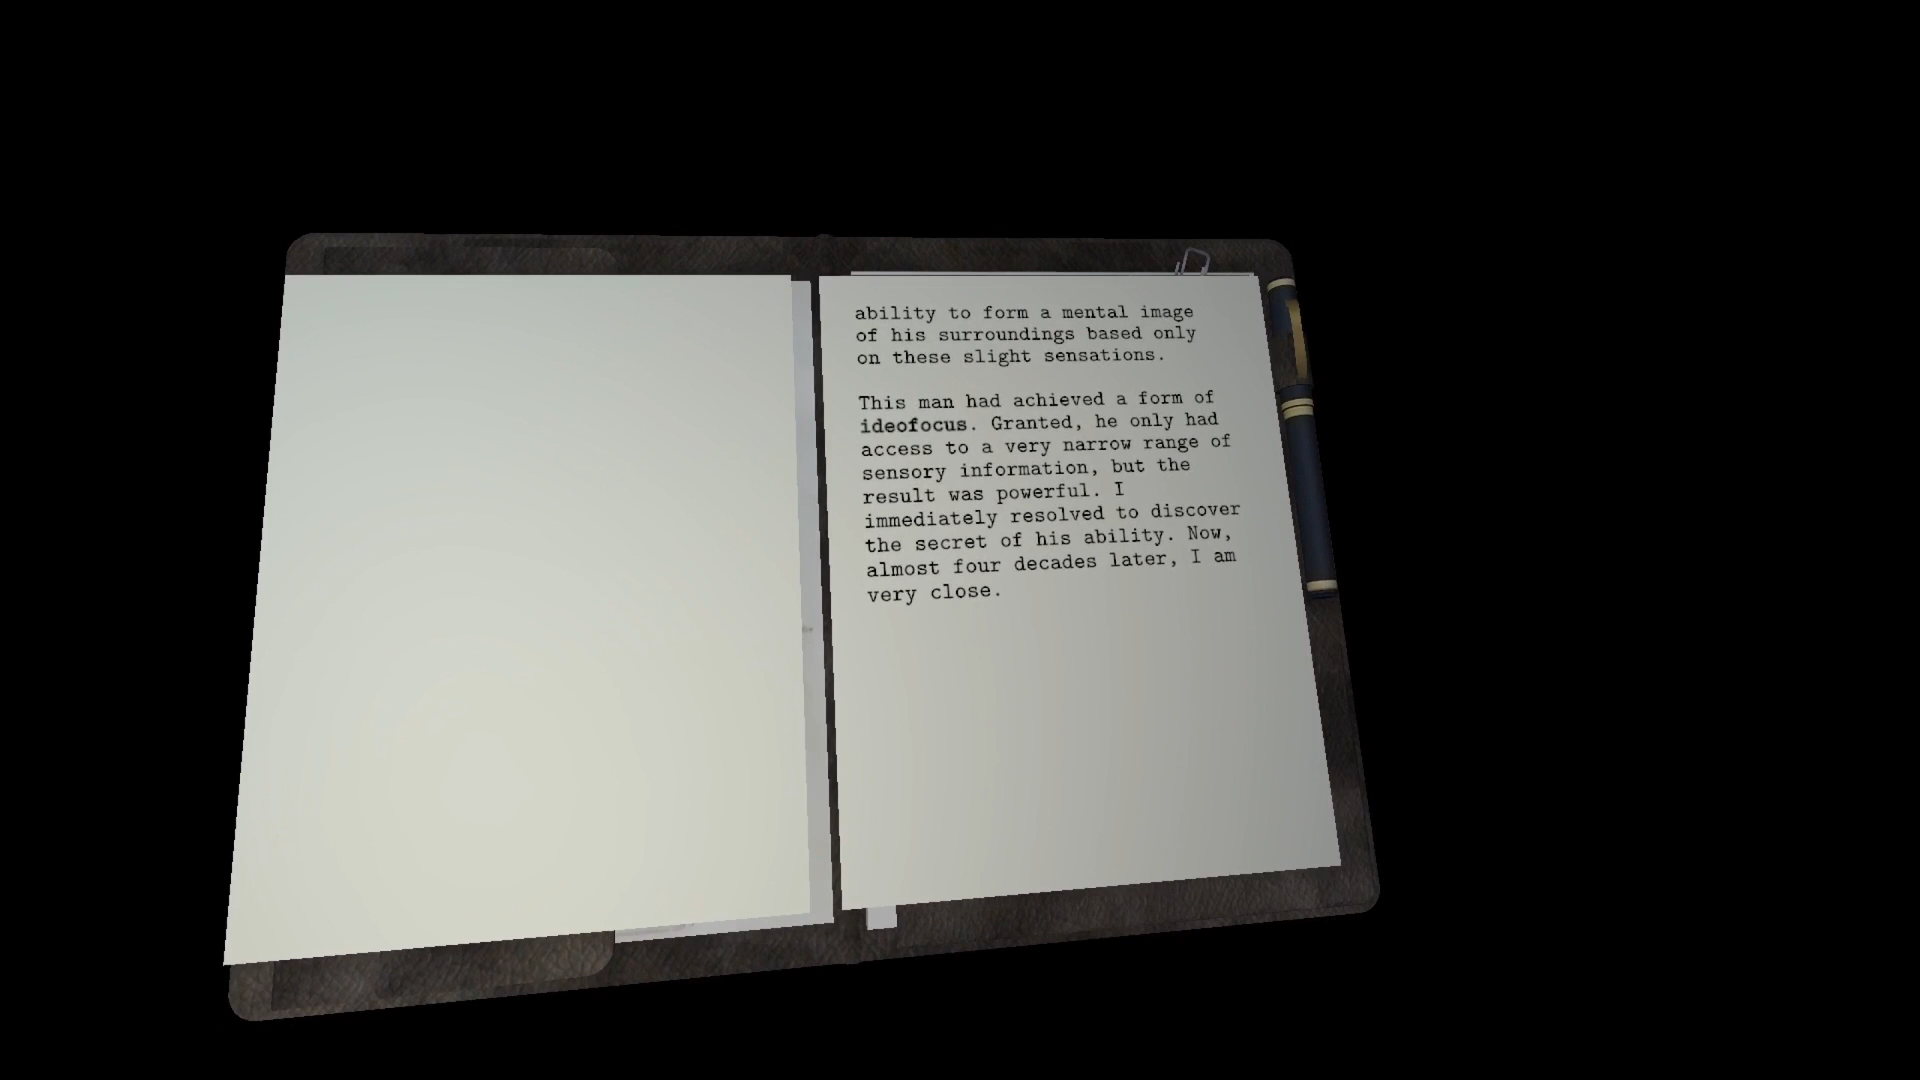 ability to form a mental image
of his surroundings based only
on these slight sensations.
This man had achieved a form of
ideofocus. Granted, he only had
access to a very narrow range of
sensory information, but the
result was powerful. I
immediately resolved to discover
the secret of his ability. Now,
almost four decades later, I am
very close.